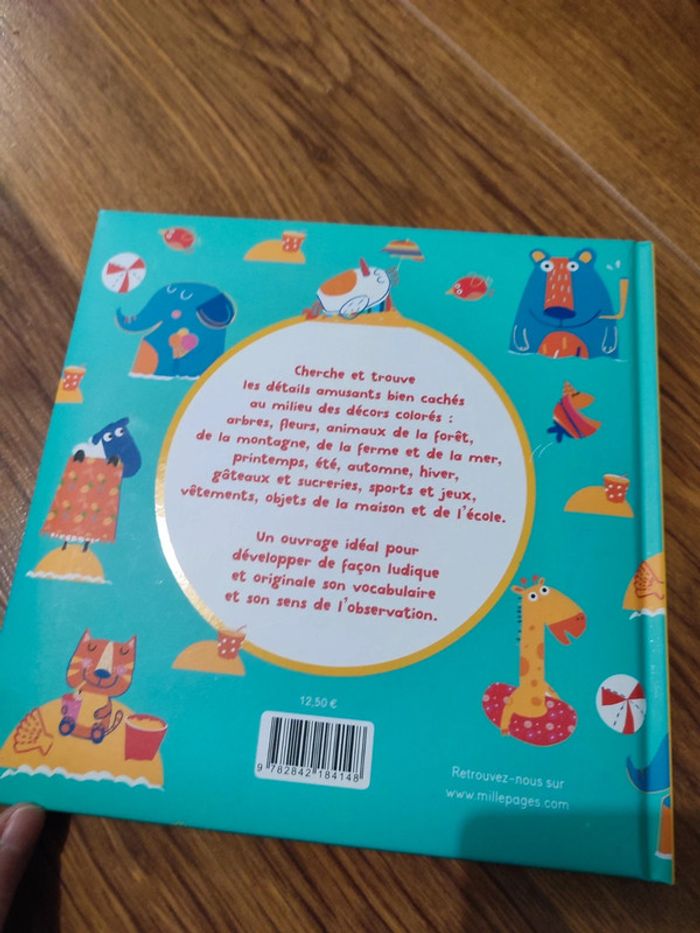 Cherche et trouve
les détails amusants bien cachés
au milieu des décors colorés :
arbres, fleurs, animaux de la forêt,
de la montagne, de la ferme et de la mer,
printemps, été, automne, hiver,
gâteaux et sucreries, sports et jeux,
vêtements, objets de la maison et de l'école.
Un ouvrage idéal pour
développer de façon ludique
et originale son vocabulaire
et son sens de l'observation.
12,50 €
9 782842 184148
Retrouvez-nous sur
www.millepages.com